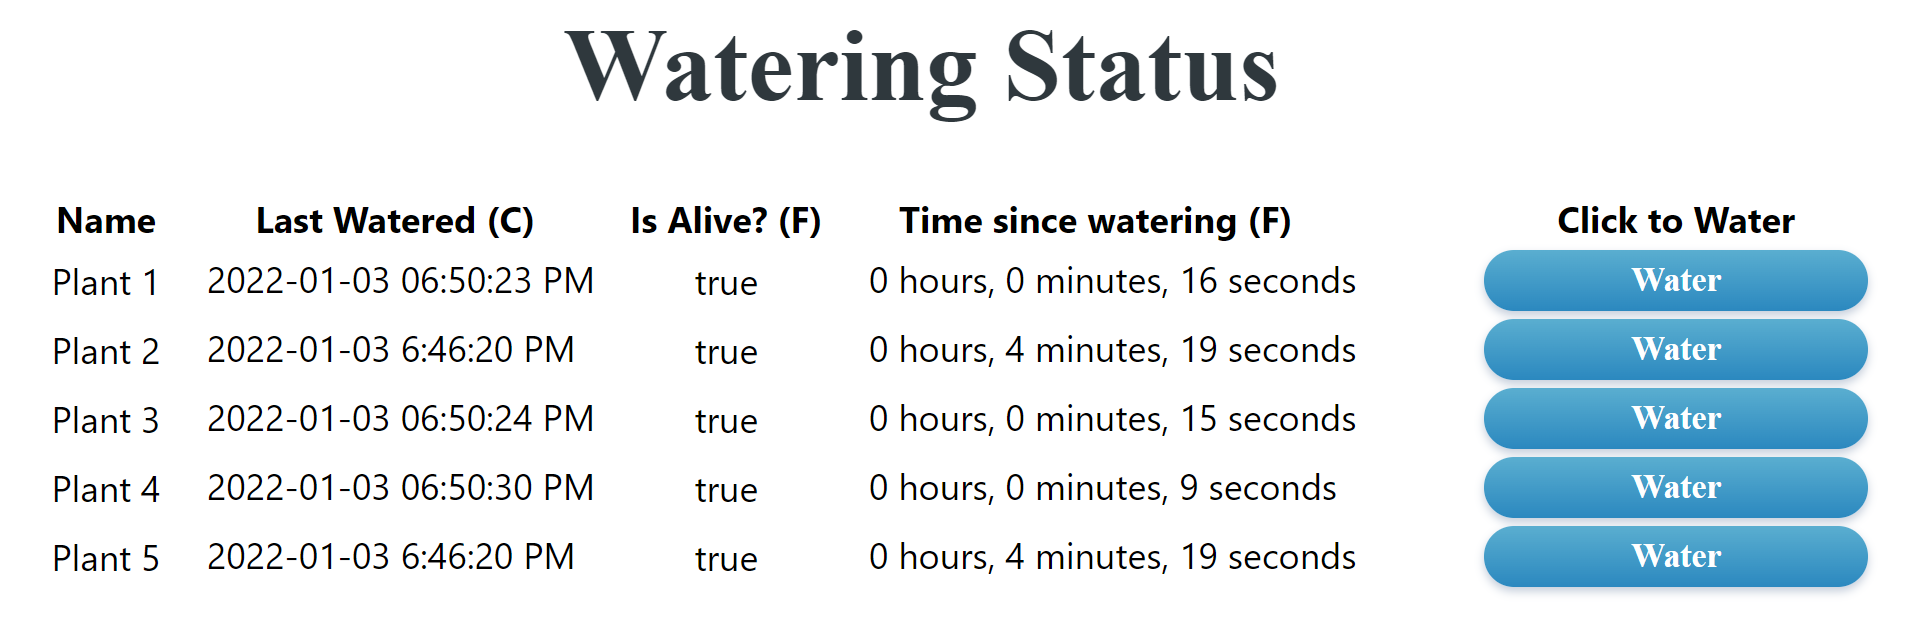 Watering Status
Name Last Watered (C) Is Alive? (F) Time since watering (F) Click to Water
Plant 1 2022-01-03 06:50:23 PM true 0 hours, 0 minutes, 16 seconds Water
Plant 2 2022-01-03 6:46:20 PM true 0 hours, 4 minutes, 19 seconds Water
Plant 3 2022-01-03 06:50:24 PM true 0 hours, 0 minutes, 15 seconds Water
Plant 4 2022-01-03 06:50:30 PM true 0 hours, 0 minutes, 9 seconds Water
Plant 5 2022-01-03 6:46:20 PM true 0 hours, 4 minutes, 19 seconds Water